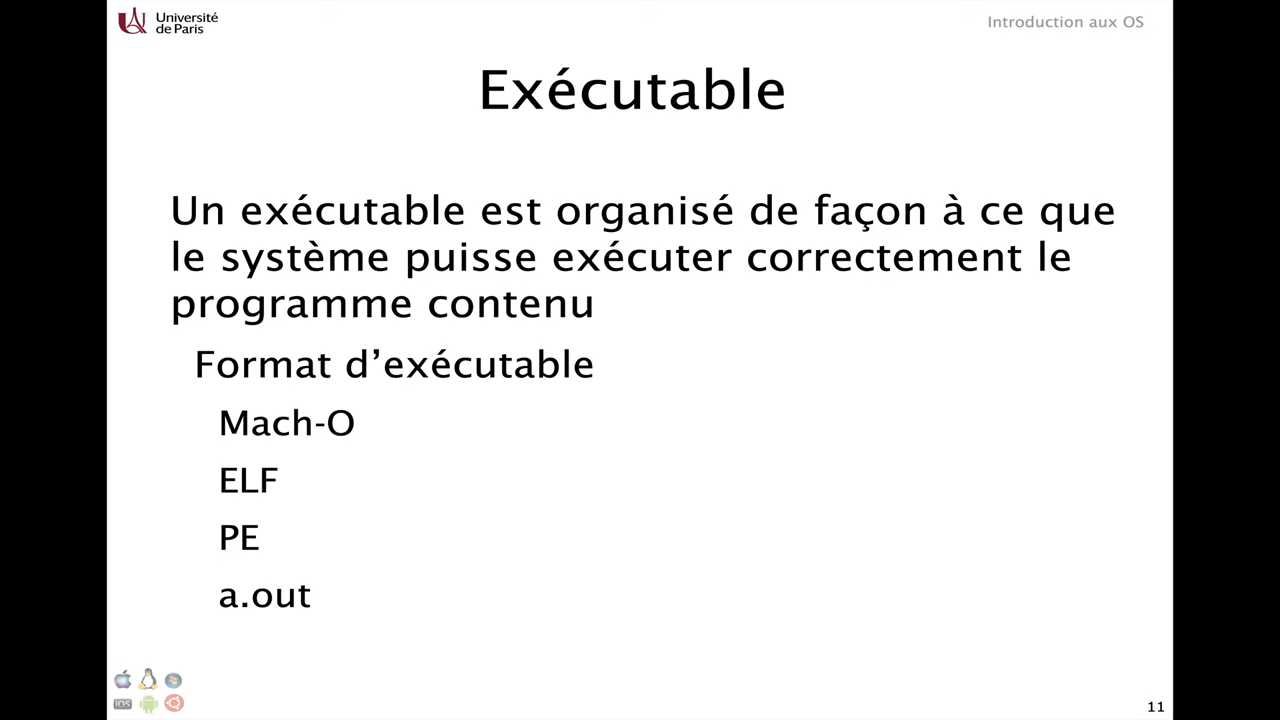 Université
de Paris
Introduction aux OS
Exécutable
Un exécutable est organisé de façon à ce que
le système puisse exécuter correctement le
programme contenu
Format d’exécutable
Mach-O
ELF
PE
a.out
iOS
11